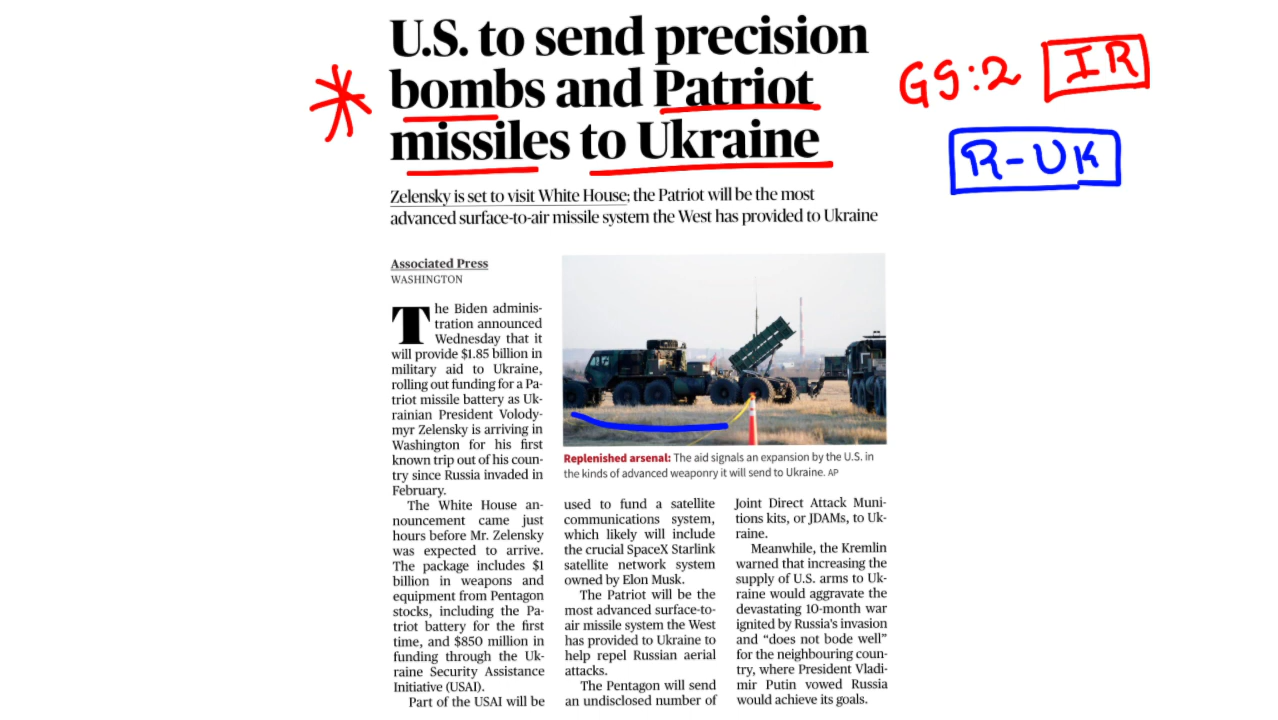 U.S. to send precision
bombs and Patriot
missiles to Ukraine
GS:2 IR
R-UK
Zelensky is set to visit White House; the Patriot will be the most
advanced surface-to-air missile system the West has provided to Ukraine
Associated Press
WASHINGTON
The Biden adminis-
tration announced
Wednesday that it
will provide $1.85 billion in
military aid to Ukraine,
rolling out funding for a Pa-
triot missile battery as Uk-
rainian President Volody-
myr Zelensky is arriving in
Washington for his first
known trip out of his coun-
try since Russia invaded in
February.
The White House an-
nouncement came just
hours before Mr. Zelensky
was expected to arrive.
The package includes $1
billion in weapons and
equipment from Pentagon
stocks, including the Pa-
triot battery for the first
time, and $850 million in
funding through the Uk-
raine Security Assistance
Initiative (USAI).
Part of the USAI will be
Replenished arsenal: The aid signals an expansion by the U.S. in
the kinds of advanced weaponry it will send to Ukraine. AP
used to fund a satellite
communications system,
which likely will include
the crucial SpaceX Starlink
satellite network system
owned by Elon Musk.
The Patriot will be the
most advanced surface-to-
air missile system the West
has provided to Ukraine to
help repel Russian aerial
attacks.
The Pentagon will send
an undisclosed number of
Joint Direct Attack Muni-
tions kits, or JDAMs, to Uk-
raine.
Meanwhile, the Kremlin
warned that increasing the
supply of U.S. arms to Uk-
raine would aggravate the
devastating 10-month war
ignited by Russia's invasion
and “does not bode well”
for the neighbouring coun-
try, where President Vladi-
mir Putin vowed Russia
would achieve its goals.